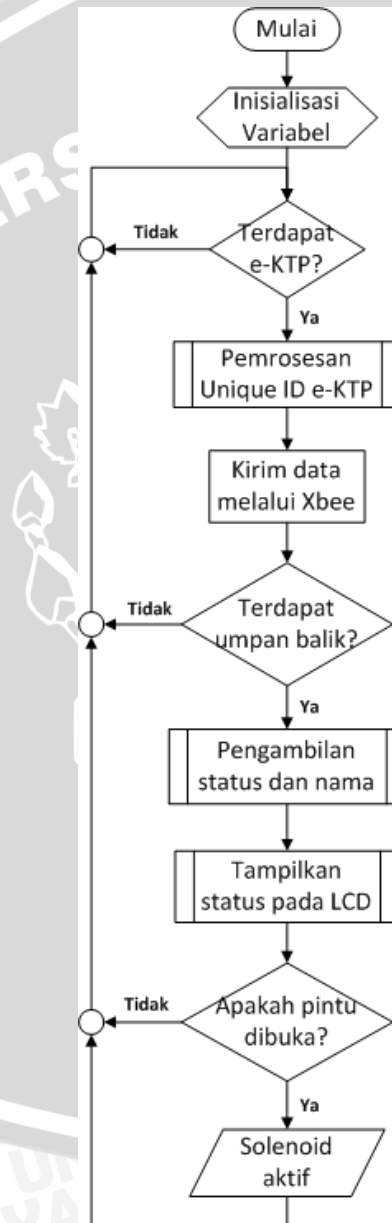 Mulai
Inisialisasi
Variabel
Tidak
Terdapat
e-KTP?
Ya
Pemrosesan
Unique ID e-KTP
Kirim data
melalui Xbee
Tidak
Terdapat
umpan balik?
Ya
Pengambilan
status dan nama
Tampilkan
status pada LCD
Tidak
Apakah pintu
dibuka?
Ya
Solenoid
aktif